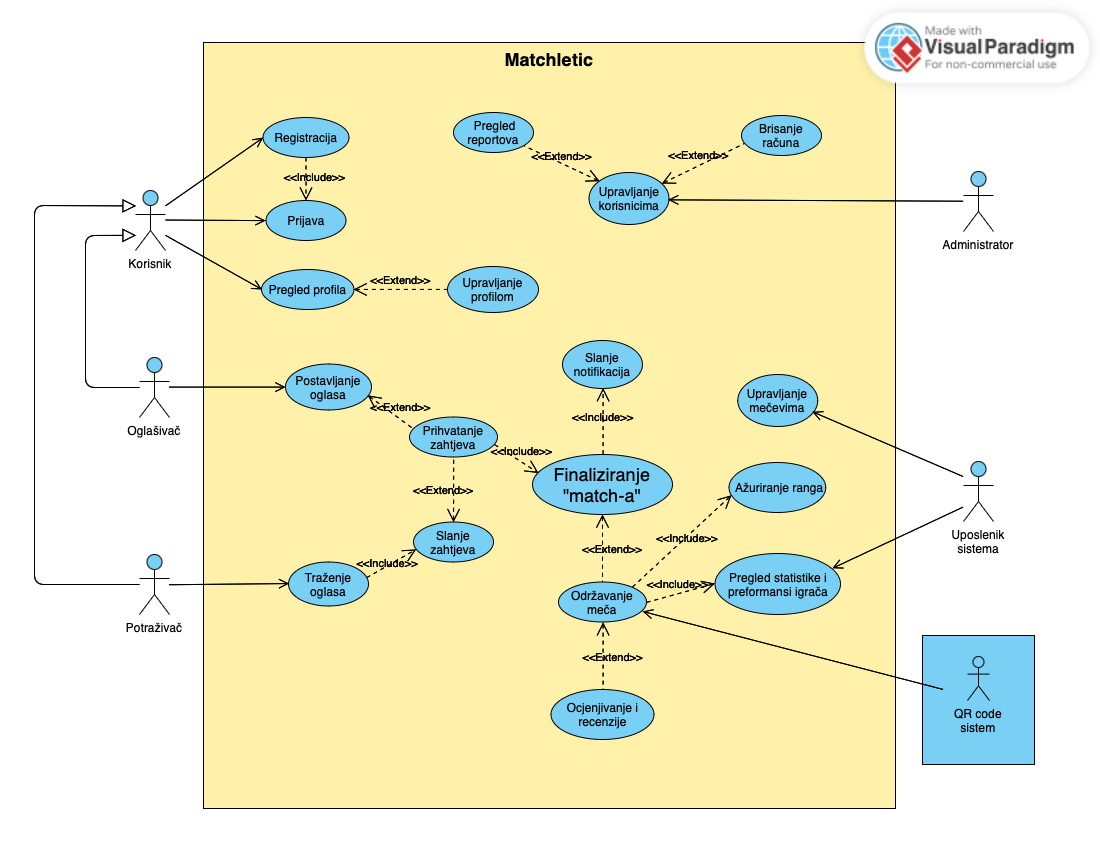 Made with
VisualParadigm
For non-commercial use
Matchletic
Registracija
<<Include>>
Prijava
Pregled
reportova
<<Extend>>
Brisanje
računa
<<Extend>>
Upravljanje
korisnicima
Administrator
Korisnik
Pregled profila
<<Extend>>
Upravljanje
profilom
Slanje
notifikacija
<<Include>>
Postavljanje
oglasa
<<Extend>>
Oglašivač
Prihvatanje
zahtjeva
<<Include>>
Finaliziranje
"match-a"
Upravljanje
mečevima
Ažuriranje ranga
<<Extend>>
Slanje
zahtjeva
<<Include>>
Traženje
oglasa
Potraživač
<<Extend>>
<<Include>>
<<Include>>
Održavanje
meča
Pregled statistike i
preformansi igrača
Uposlenik
sistema
<<Extend>>
Ocjenjivanje i
recenzije
QR code
sistem